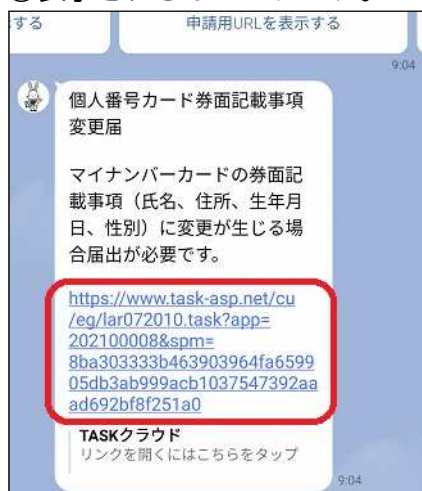 する
申請用URLを表示する
9:04
個人番号カード券面記載事項
変更届
マイナンバーカードの券面記
載事項（氏名、住所、生年月
日、性別）に変更が生じる場
合届出が必要です。
https://www.task-asp.net/cu
/eg/lar072010.task?app=
202100008&spm=
8ba303333b463903964fa6599
05db3ab999acb1037547392aa
ad692bf8f251a0
TASKクラウド
リンクを開くにはこちらをタップ
9:04